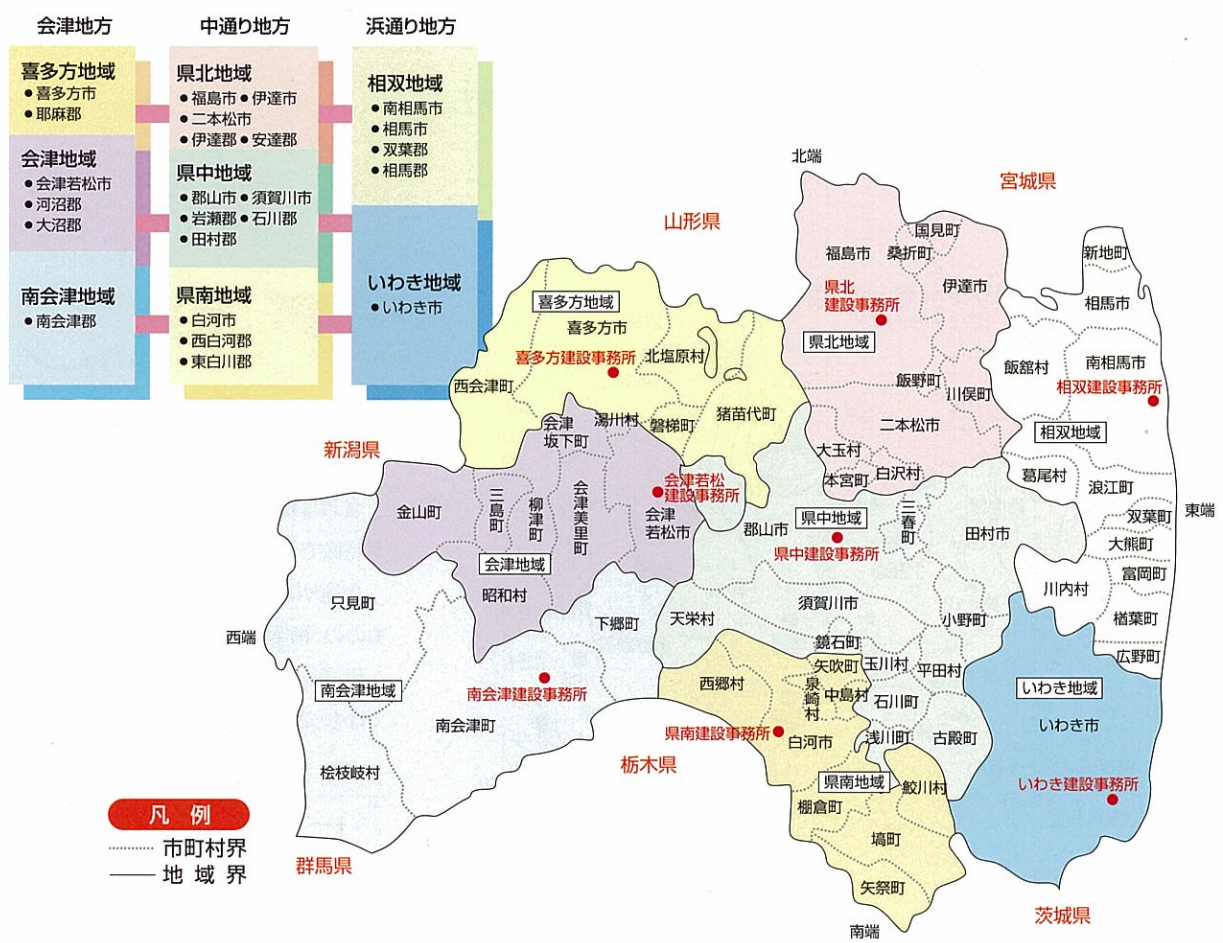 会津地方
中通り地方
浜通り地方
喜多方地域
●喜多方市
●耶麻郡
会津地域
●会津若松市
●河沼郡
●大沼郡
南会津地域
●南会津郡
県北地域
●福島市●伊達市
●二本松市
●伊達郡●安達郡
県中地域
●郡山市●須賀川市
●岩瀬郡●石川郡
●田村郡
県南地域
●白河市
●西白河郡
●東白川郡
相双地域
●南相馬市
●相馬市
●双葉郡
●相馬郡
いわき地域
●いわき市
北端
宮城県
山形県
国見町
福島市
桑折町
新地町
伊達市
県北
建設事務所
相馬市
喜多方地域
喜多方市
県北地域
喜多方建設事務所
北塩原村
飯舘村
南相馬市
西会津町
飯野町
川俣町
相双建設事務所
猪苗代町
会津
坂下町
湯川村
磐梯町
二本松市
相双地域
新潟県
大玉村
本宮町
白沢村
葛尾村
浪江町
会津若松
建設事務所
金山町
三島町
柳津町
会津美里町
会津
若松市
郡山市
県中地域
県中建設事務所
三春町
田村市
双葉町
東端
大熊町
会津地域
富岡町
川内村
昭和村
只見町
須賀川市
楢葉町
天栄村
下郷町
小野町
西端
鏡石町
広野町
矢吹町
玉川村
平田村
南会津地域
南会津建設事務所
西郷村
泉崎村
中島村
石川町
いわき地域
南会津町
いわき市
県南建設事務所
白河市
浅川町
古殿町
栃木県
桧枝岐村
県南地域
鮫川村
いわき建設事務所
棚倉町
凡例
市町村界
地域界
塙町
群馬県
矢祭町
茨城県
南端